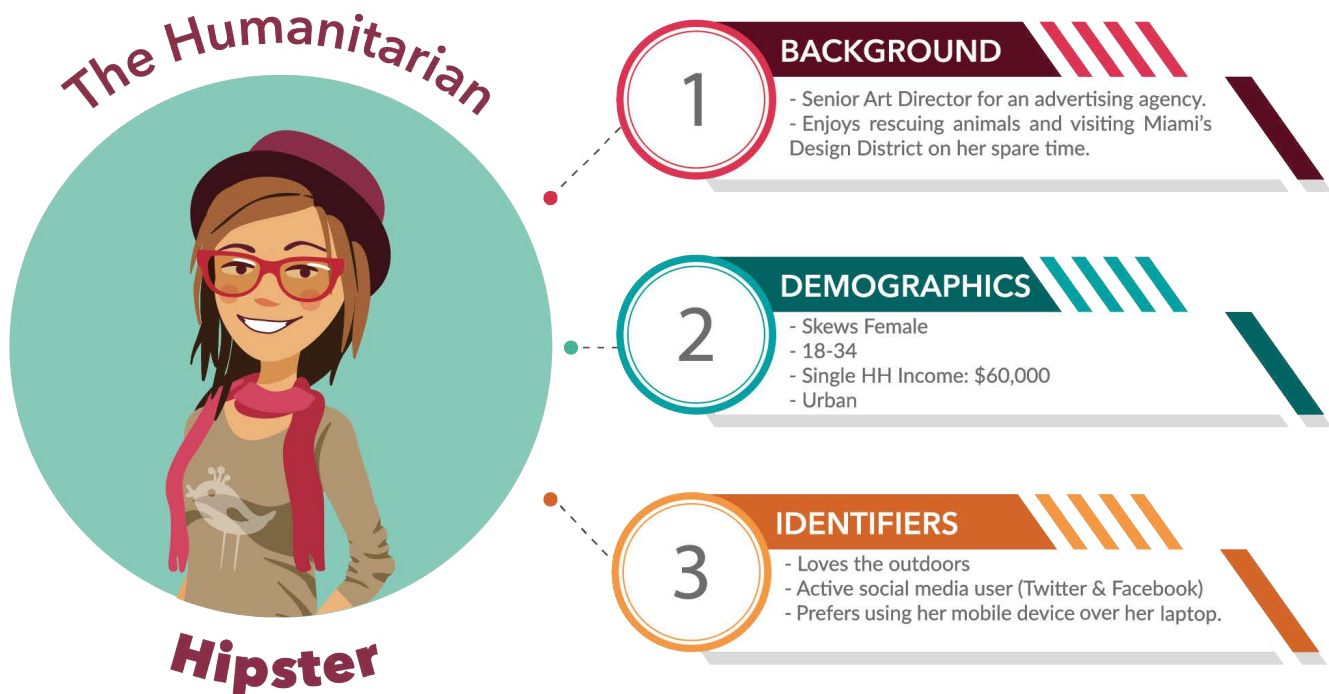 The Humanitarian
Hipster
1
BACKGROUND
- Senior Art Director for an advertising agency.
- Enjoys rescuing animals and visiting Miami's
Design District on her spare time.
2
DEMOGRAPHICS
- Skews Female
- 18-34
- Single HH Income: $60,000
- Urban
3
IDENTIFIERS
- Loves the outdoors
- Active social media user (Twitter & Facebook)
- Prefers using her mobile device over her laptop.